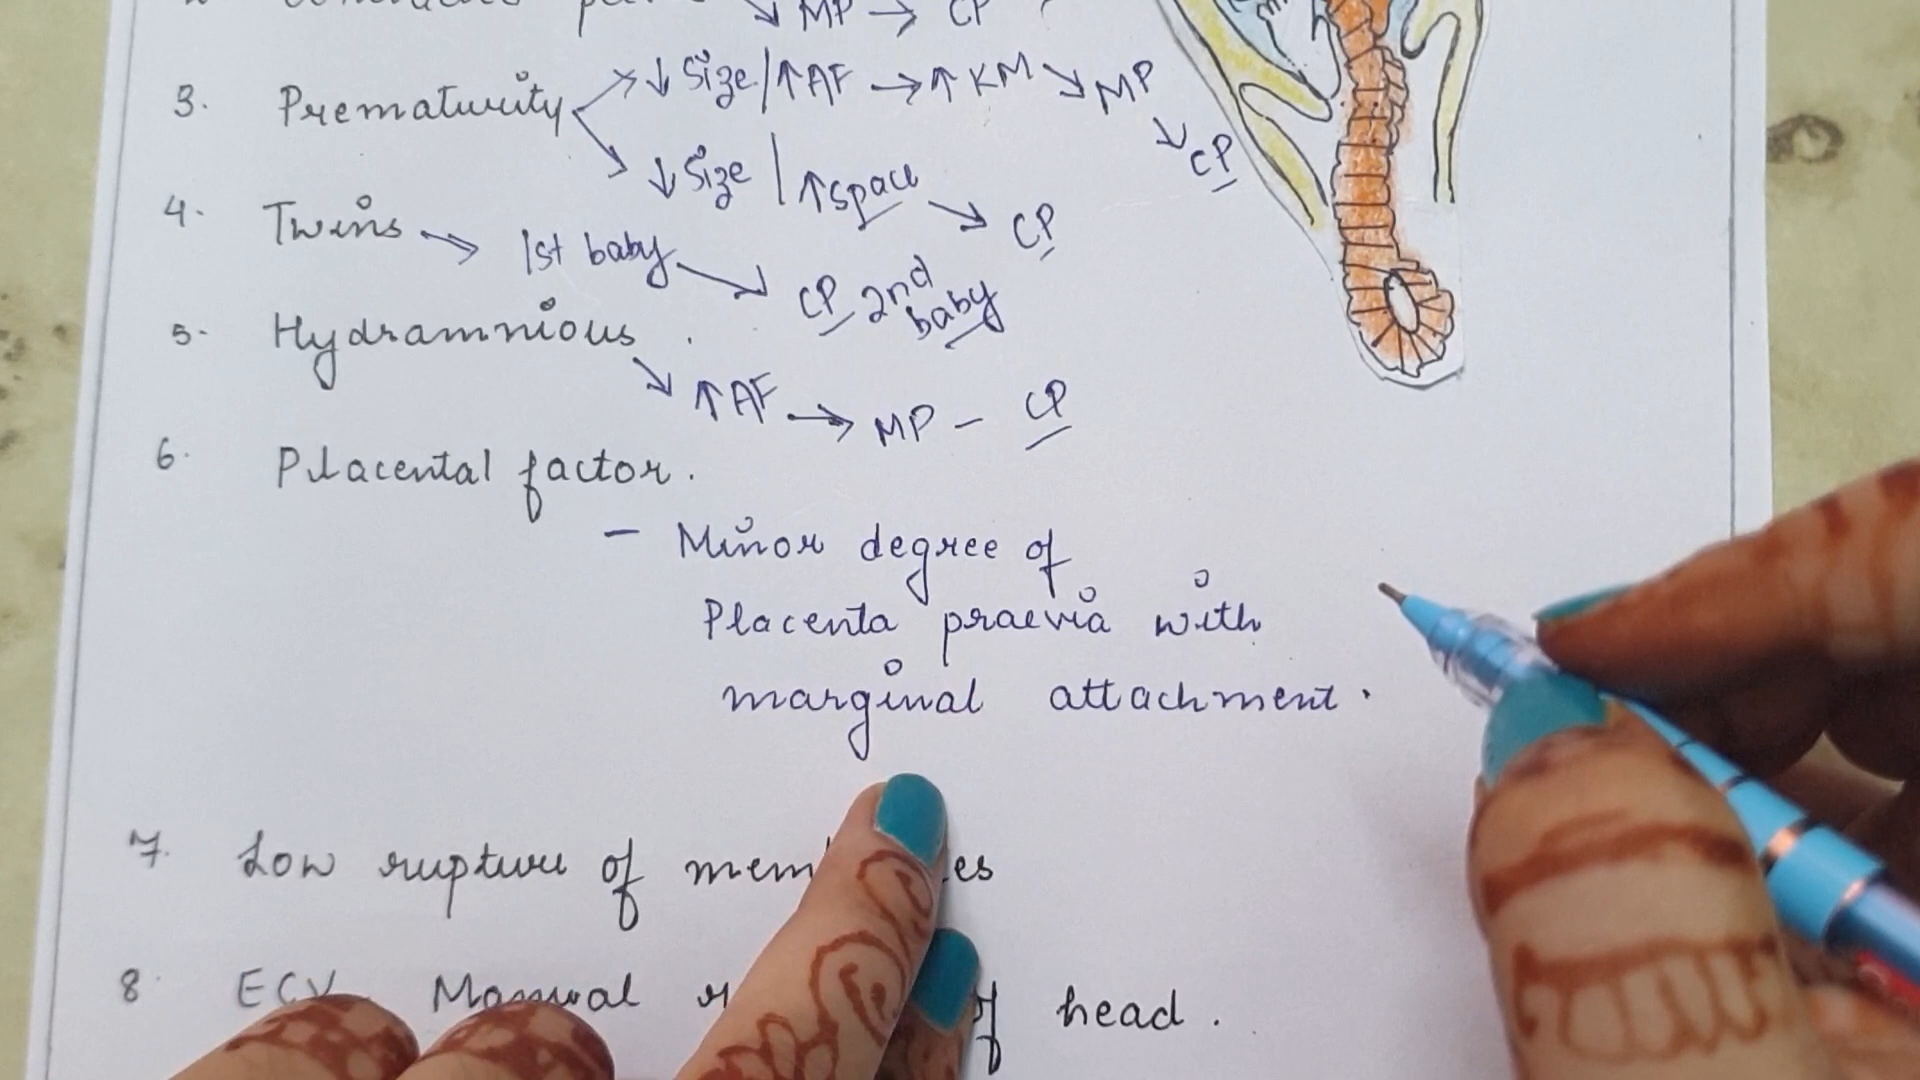 ↘ MP → CP
3. Prematurity ↗ ↓ Size / ↑ AF → ↑ KM ↘ MP
↘ CP
↘ ↓ Size / ↑ space → CP
4. Twins → 1st baby → CP 2nd baby
5. Hydramnious .
↘ ↑ AF → MP - CP
6. Placental factor.
- Minor degree of
Placenta praevia with
marginal attachment.
7. Low rupture of
8. ECV Manual of head.